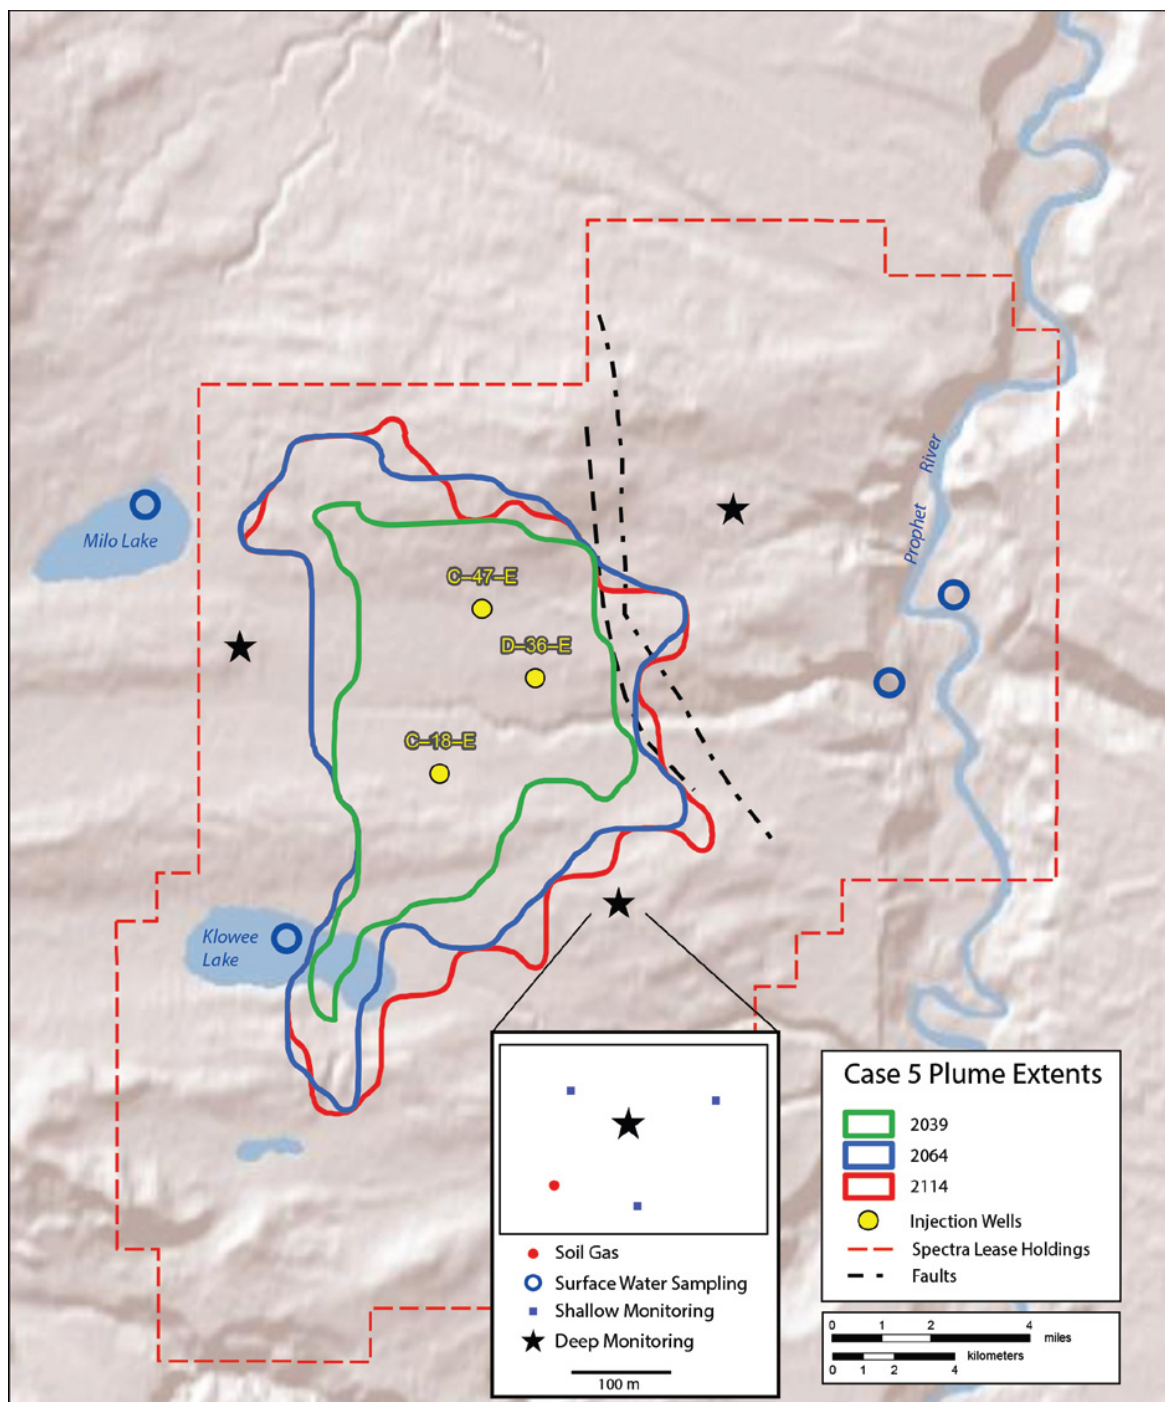 Prophet River
Milo Lake
C-47-E
D-36-E
C-18-E
Klowee
Lake
Soil Gas
Surface Water Sampling
Shallow Monitoring
Deep Monitoring
100 m
Case 5 Plume Extents
2039
2064
2114
Injection Wells
Spectra Lease Holdings
Faults
0 1 2 4
miles
kilometers
0 1 2 4